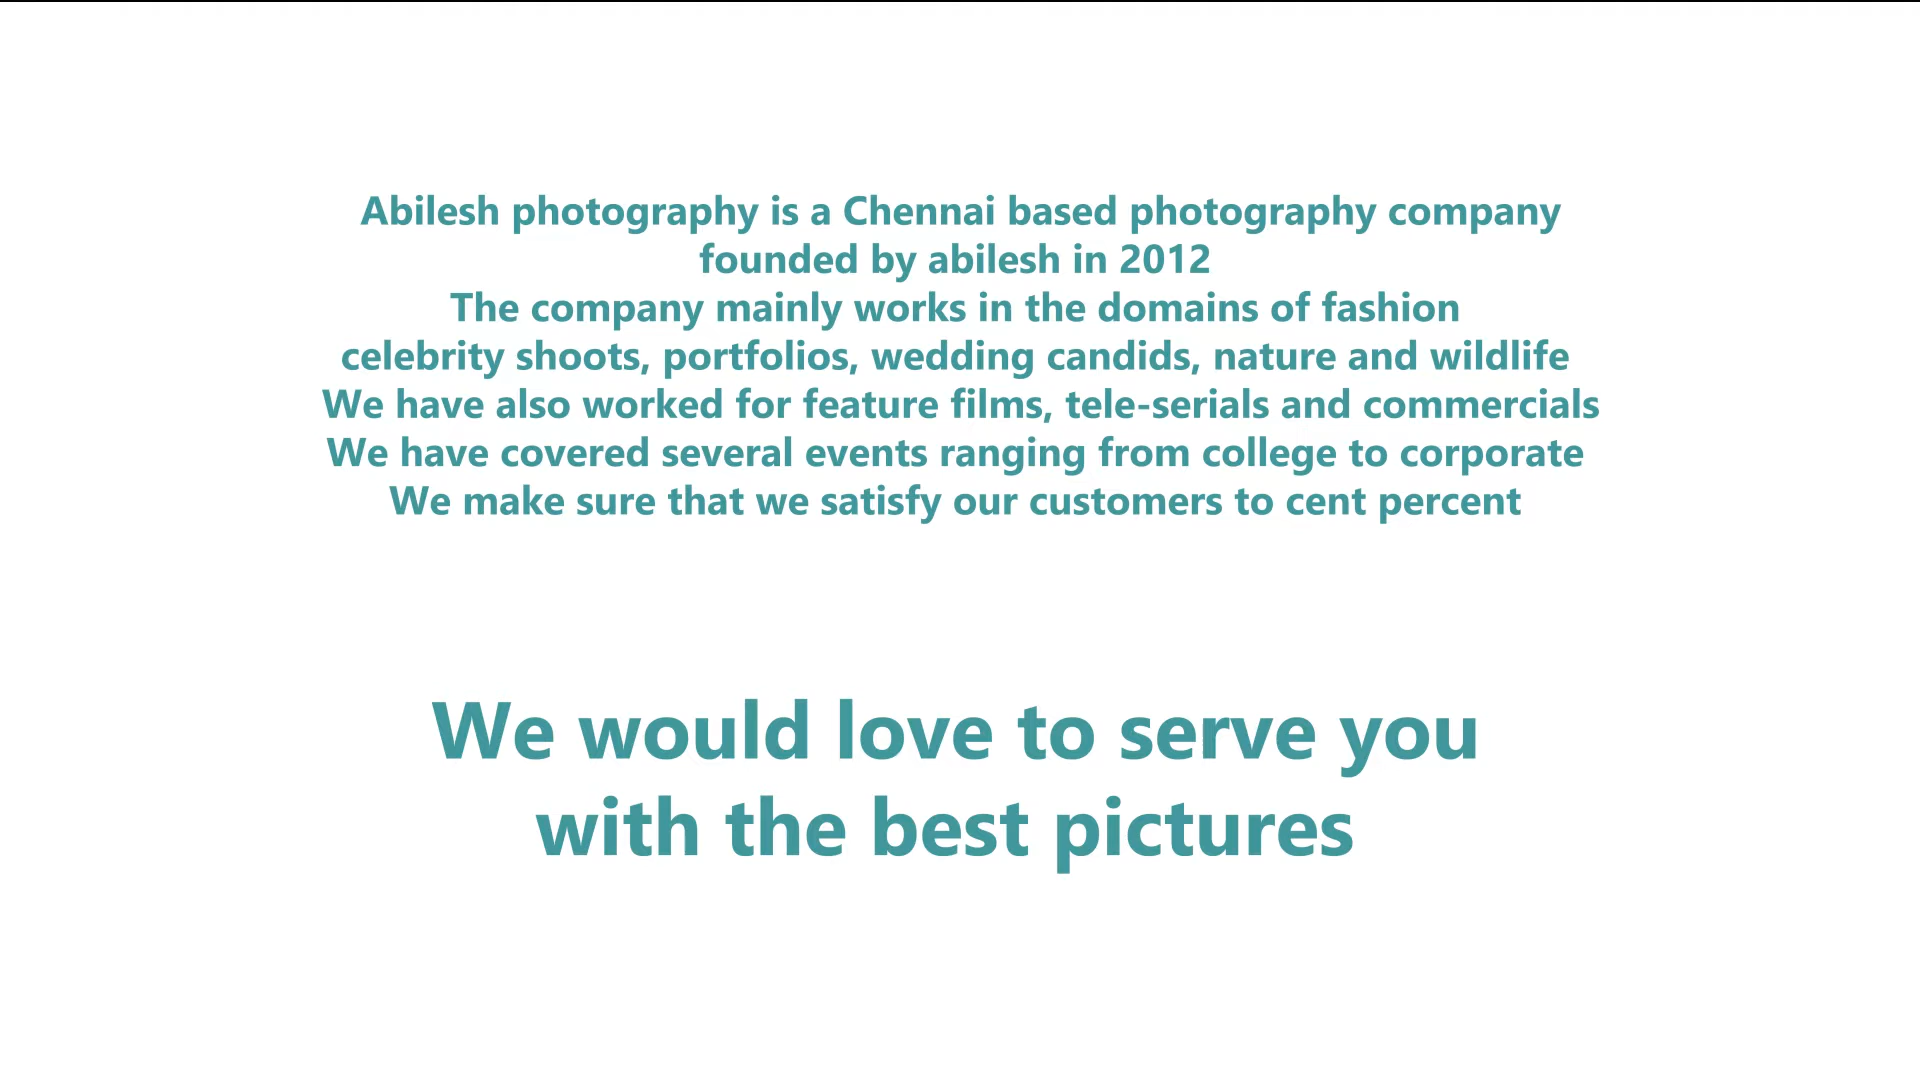 Abilesh photography is a Chennai based photography company
founded by abilesh in 2012
The company mainly works in the domains of fashion
celebrity shoots, portfolios, wedding candids, nature and wildlife
We have also worked for feature films, tele-serials and commercials
We have covered several events ranging from college to corporate
We make sure that we satisfy our customers to cent percent
We would love to serve you
with the best pictures